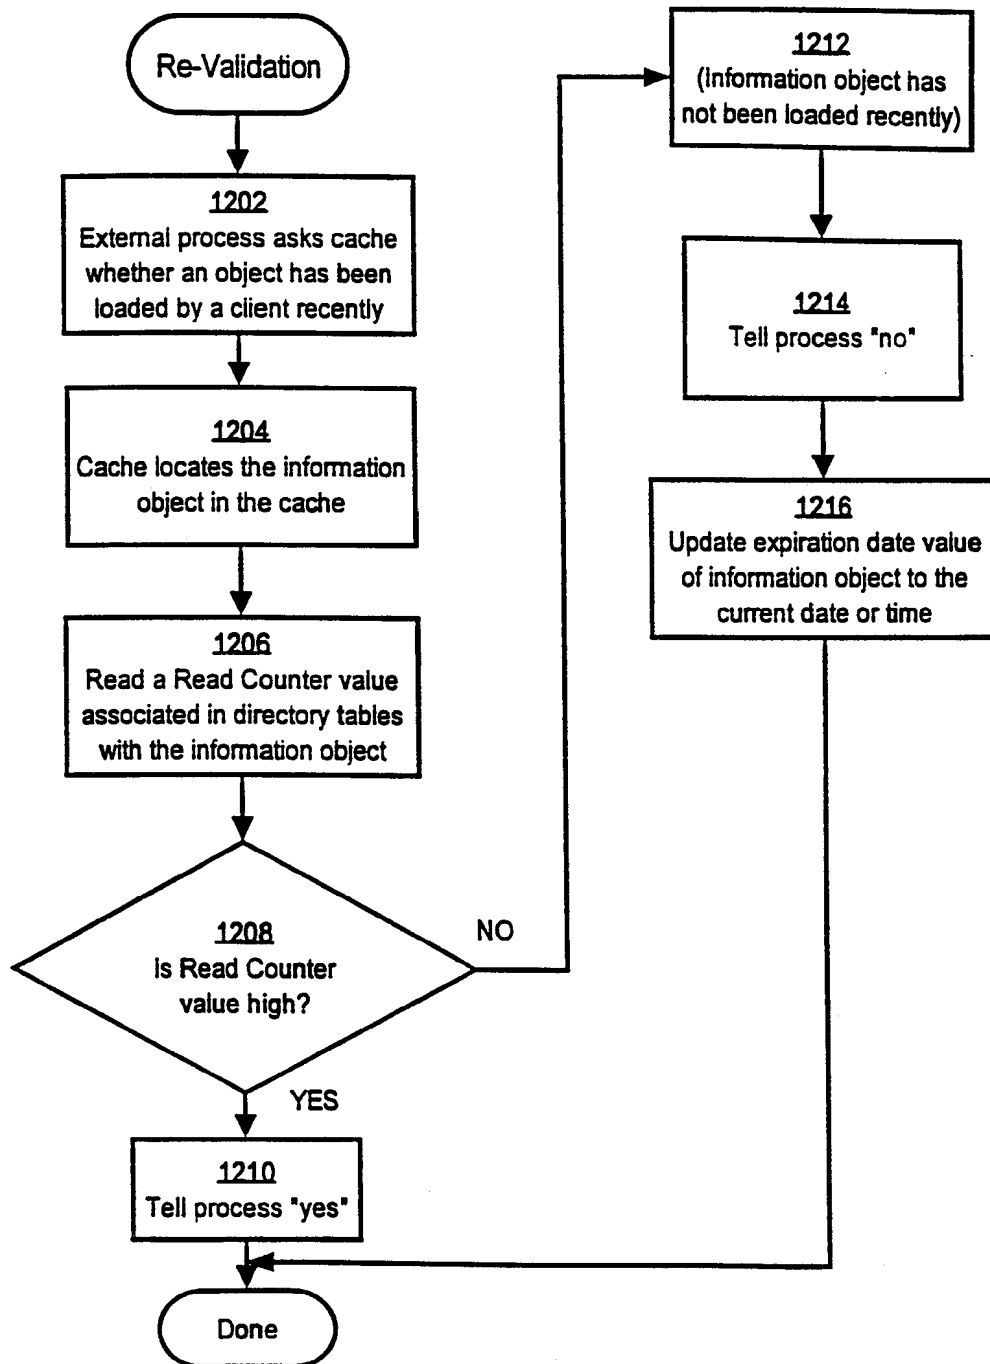 Re-Validation
1202
External process asks cache
whether an object has been
loaded by a client recently
1204
Cache locates the information
object in the cache
1206
Read a Read Counter value
associated in directory tables
with the information object
1208
Is Read Counter
value high?
NO
YES
1210
Tell process "yes"
Done
1212
(Information object has
not been loaded recently)
1214
Tell process "no"
1216
Update expiration date value
of information object to the
current date or time